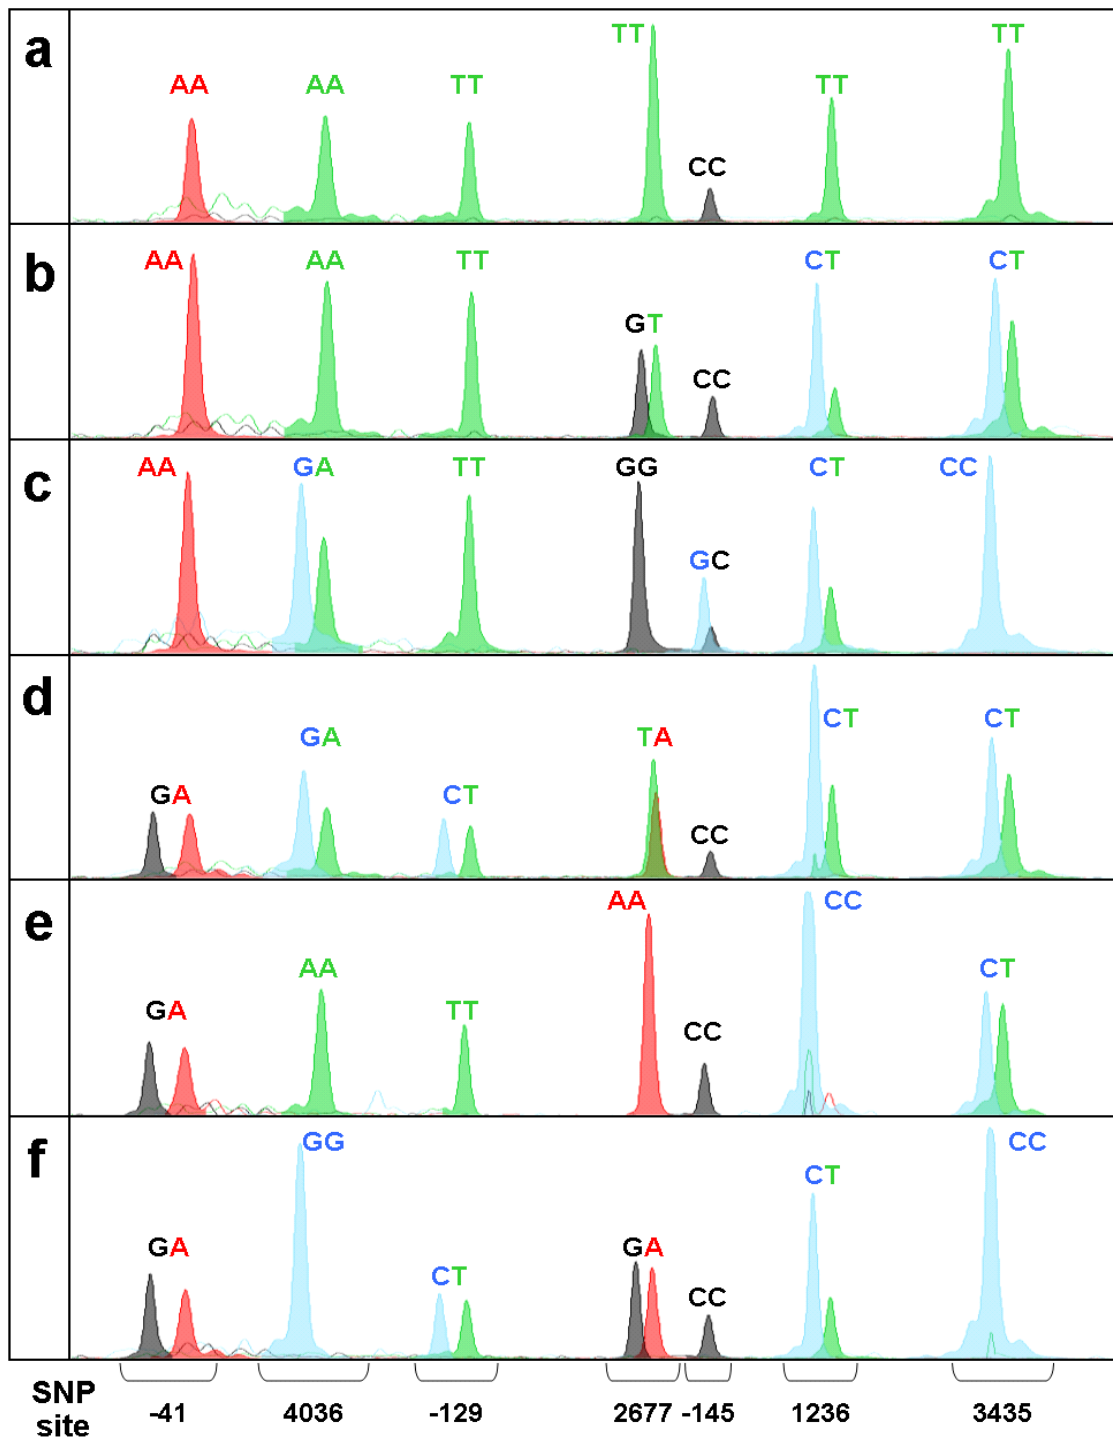 a
AA AA TT TT CC TT TT
b
AA AA TT GT CC CT CT
c
AA GA TT GG GC CT CC
d
GA GA CT TA CC CT CT
e
GA AA TT AA CC CC CT
f
GA GG CT GA CC CT CC
SNP site -41 4036 -129 2677 -145 1236 3435